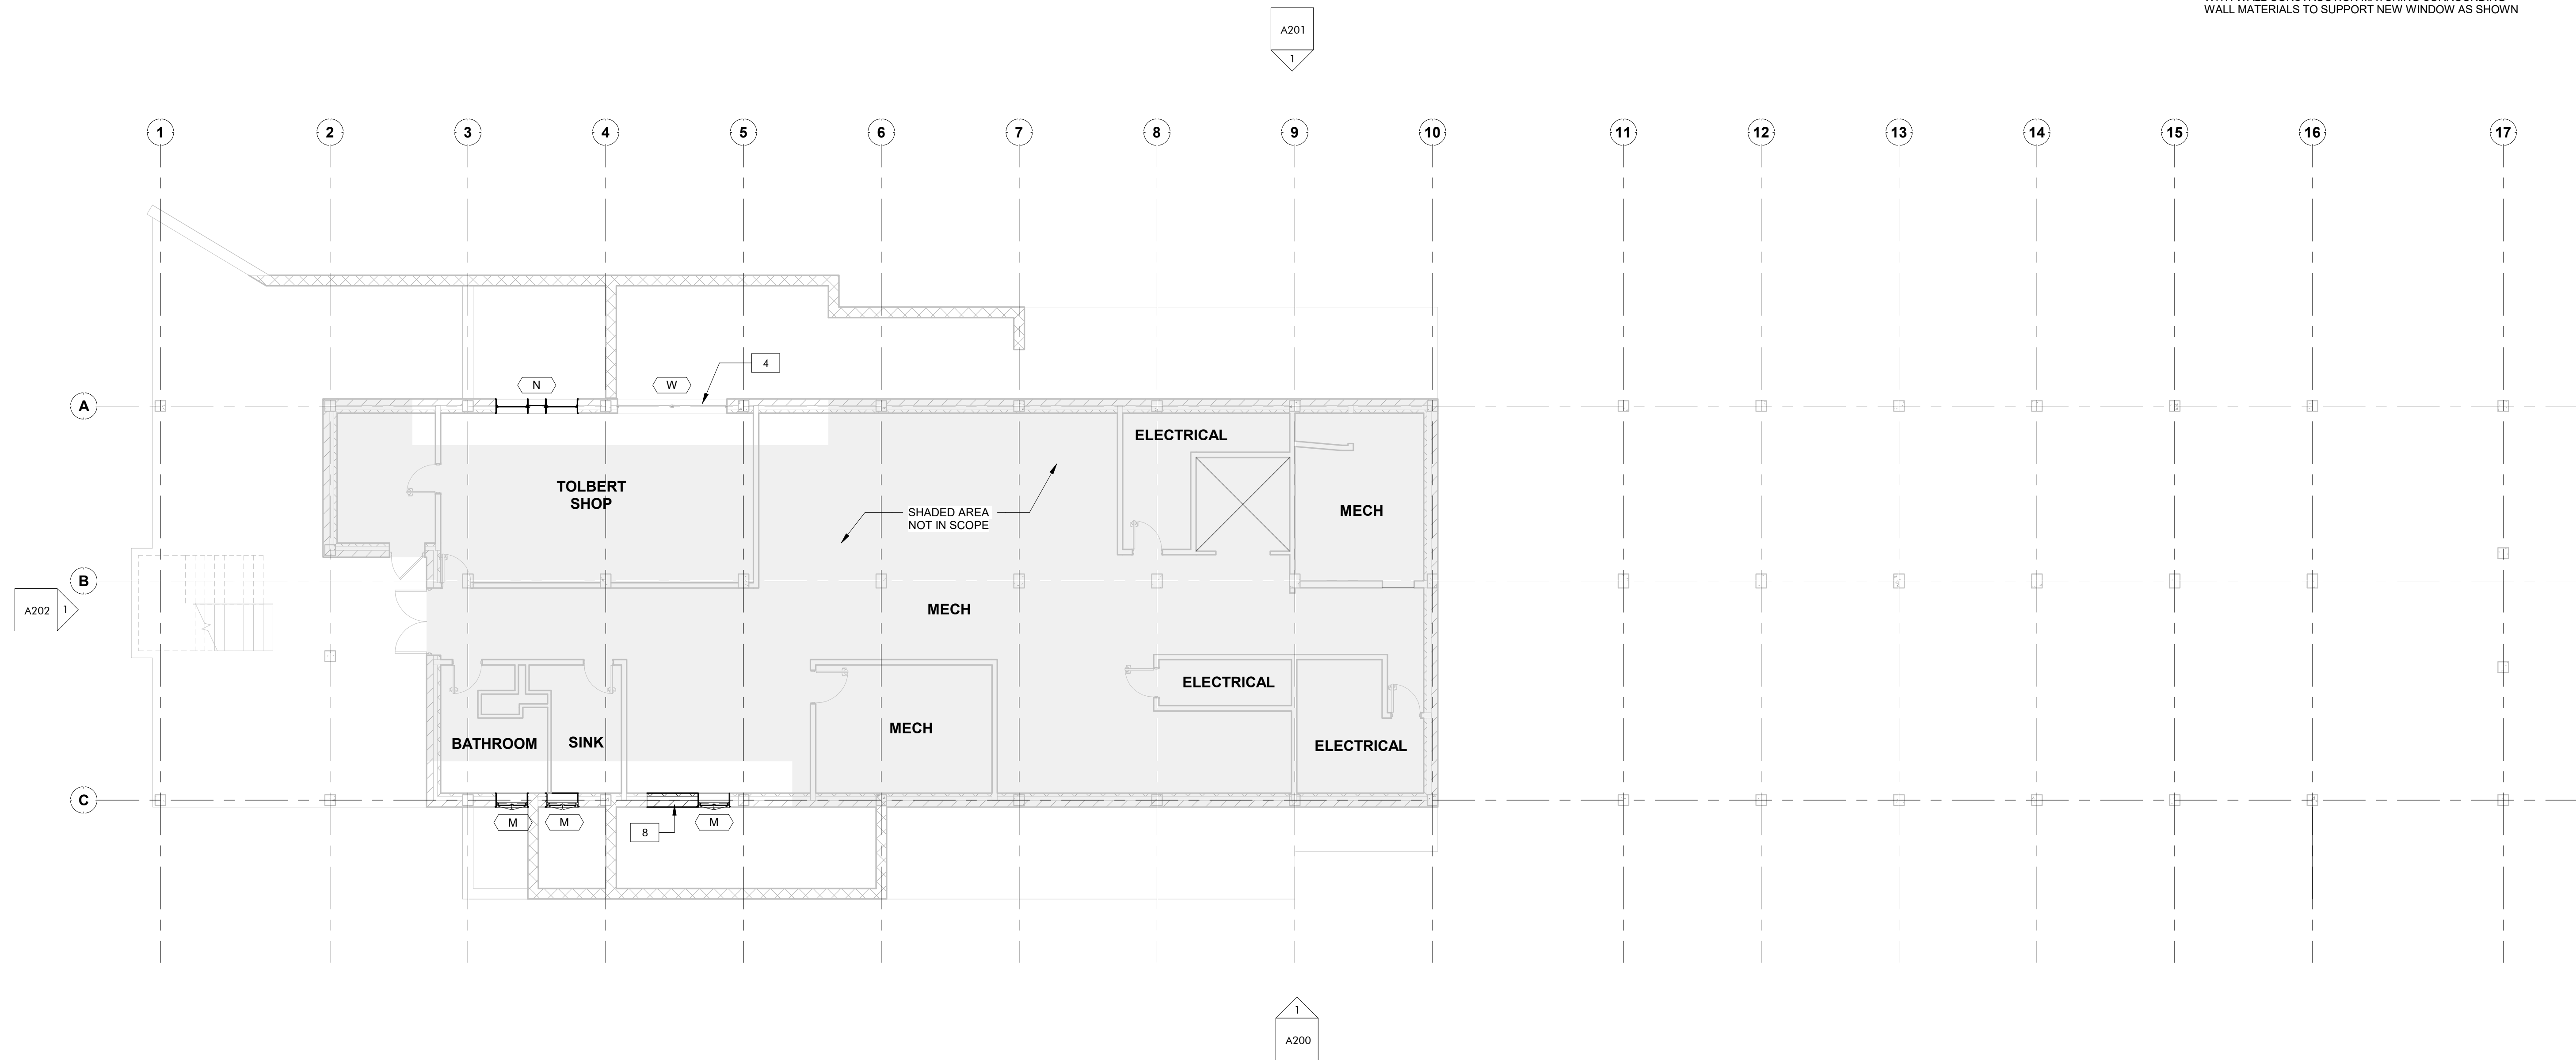 WALL MATERIALS TO SUPPORT NEW WINDOW AS SHOWN
A201
1
1 2 3 4 5 6 7 8 9 10 11 12 13 14 15 16 17
4
N W
A
ELECTRICAL
TOLBERT
SHOP
SHADED AREA
NOT IN SCOPE
MECH
B
A202 1
MECH
ELECTRICAL
MECH
BATHROOM SINK
ELECTRICAL
C
M M M
8
1
A200